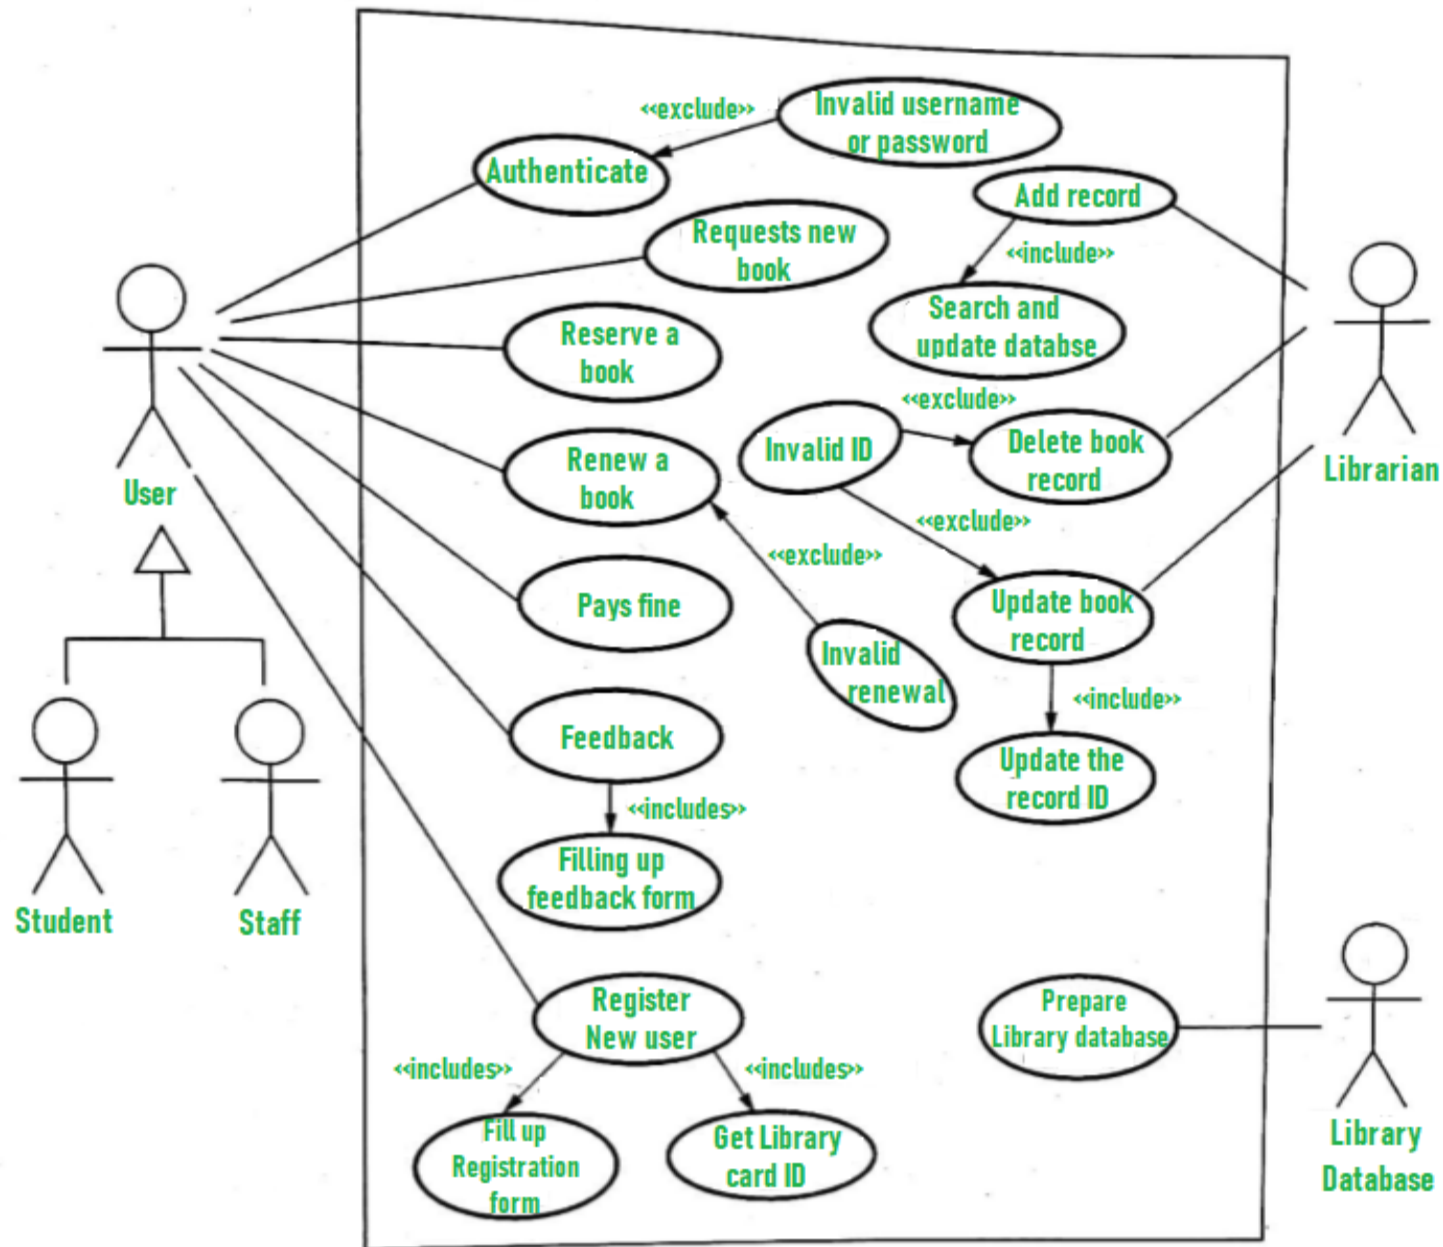 <<exclude>>
Invalid username
or password
Authenticate
Add record
Requests new
book
<<include>>
Search and
update databse
Reserve a
book
<<exclude>>
Invalid ID
Delete book
record
Renew a
book
Librarian
User
<<exclude>>
<<exclude>>
Pays fine
Update book
record
Invalid
renewal
<<include>>
Feedback
Update the
record ID
<<includes>>
Filling up
feedback form
Student
Staff
Register
New user
Prepare
Library database
<<includes>>
<<includes>>
Fill up
Registration
form
Get Library
card ID
Library
Database